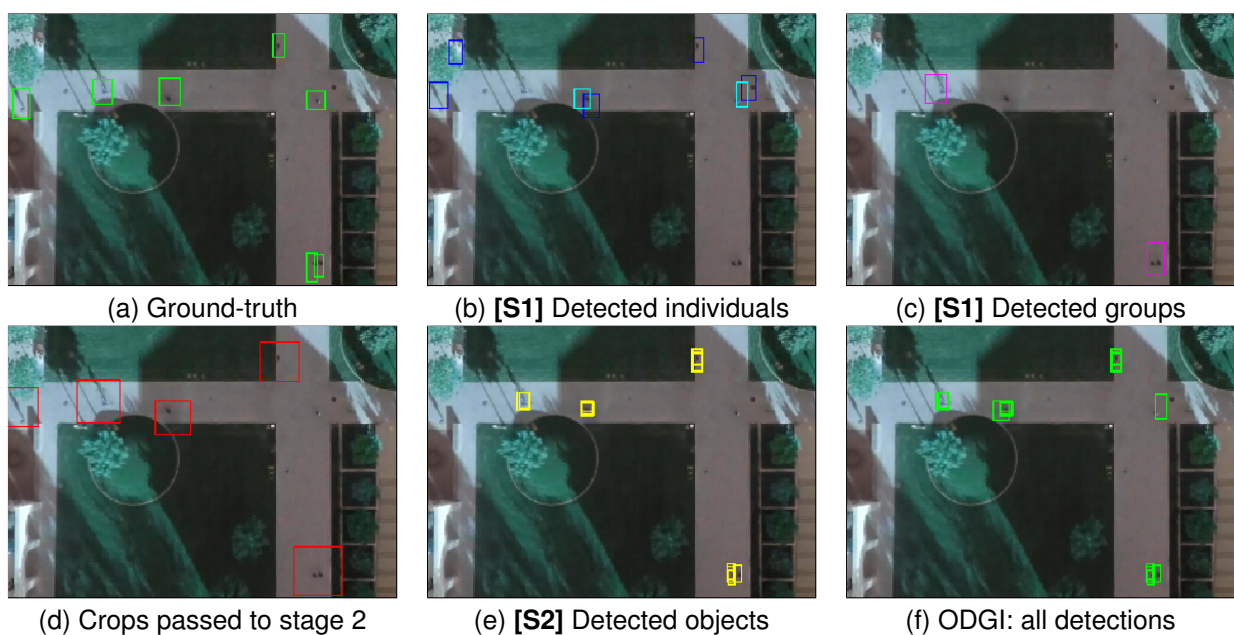 (a) Ground-truth
(b) [S1] Detected individuals
(c) [S1] Detected groups
(d) Crops passed to stage 2
(e) [S2] Detected objects
(f) ODGI: all detections